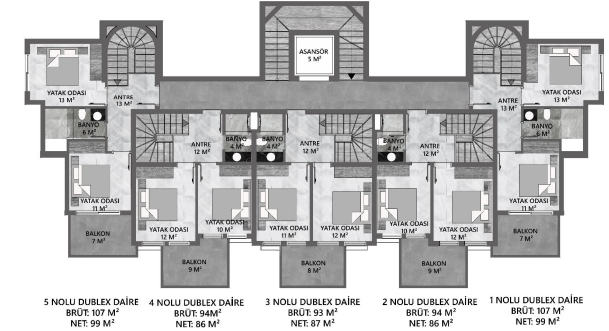 ASANSÖR
5 M²
YATAK ODASI
13 M²
ANTRE
13 M²
BANYO
6 M²
YATAK ODASI
11 M²
BALKON
7 M²
ANTRE
12 M²
BANYO
4 M²
YATAK ODASI
12 M²
YATAK ODASI
10 M²
BALKON
9 M²
BANYO
4 M²
ANTRE
12 M²
YATAK ODASI
11 M²
YATAK ODASI
12 M²
BALKON
8 M²
BANYO
4 M²
ANTRE
12 M²
YATAK ODASI
10 M²
YATAK ODASI
12 M²
BALKON
9 M²
ANTRE
13 M²
YATAK ODASI
13 M²
BANYO
6 M²
YATAK ODASI
11 M²
BALKON
7 M²
5 NOLU DUBLEX DAİRE
BRÜT: 107 M²
NET: 99 M²
4 NOLU DUBLEX DAİRE
BRÜT: 94M²
NET: 86 M²
3 NOLU DUBLEX DAİRE
BRÜT: 93 M²
NET: 87 M²
2 NOLU DUBLEX DAİRE
BRÜT: 94 M²
NET: 86 M²
1 NOLU DUBLEX DAİRE
BRÜT: 107 M²
NET: 99 M²